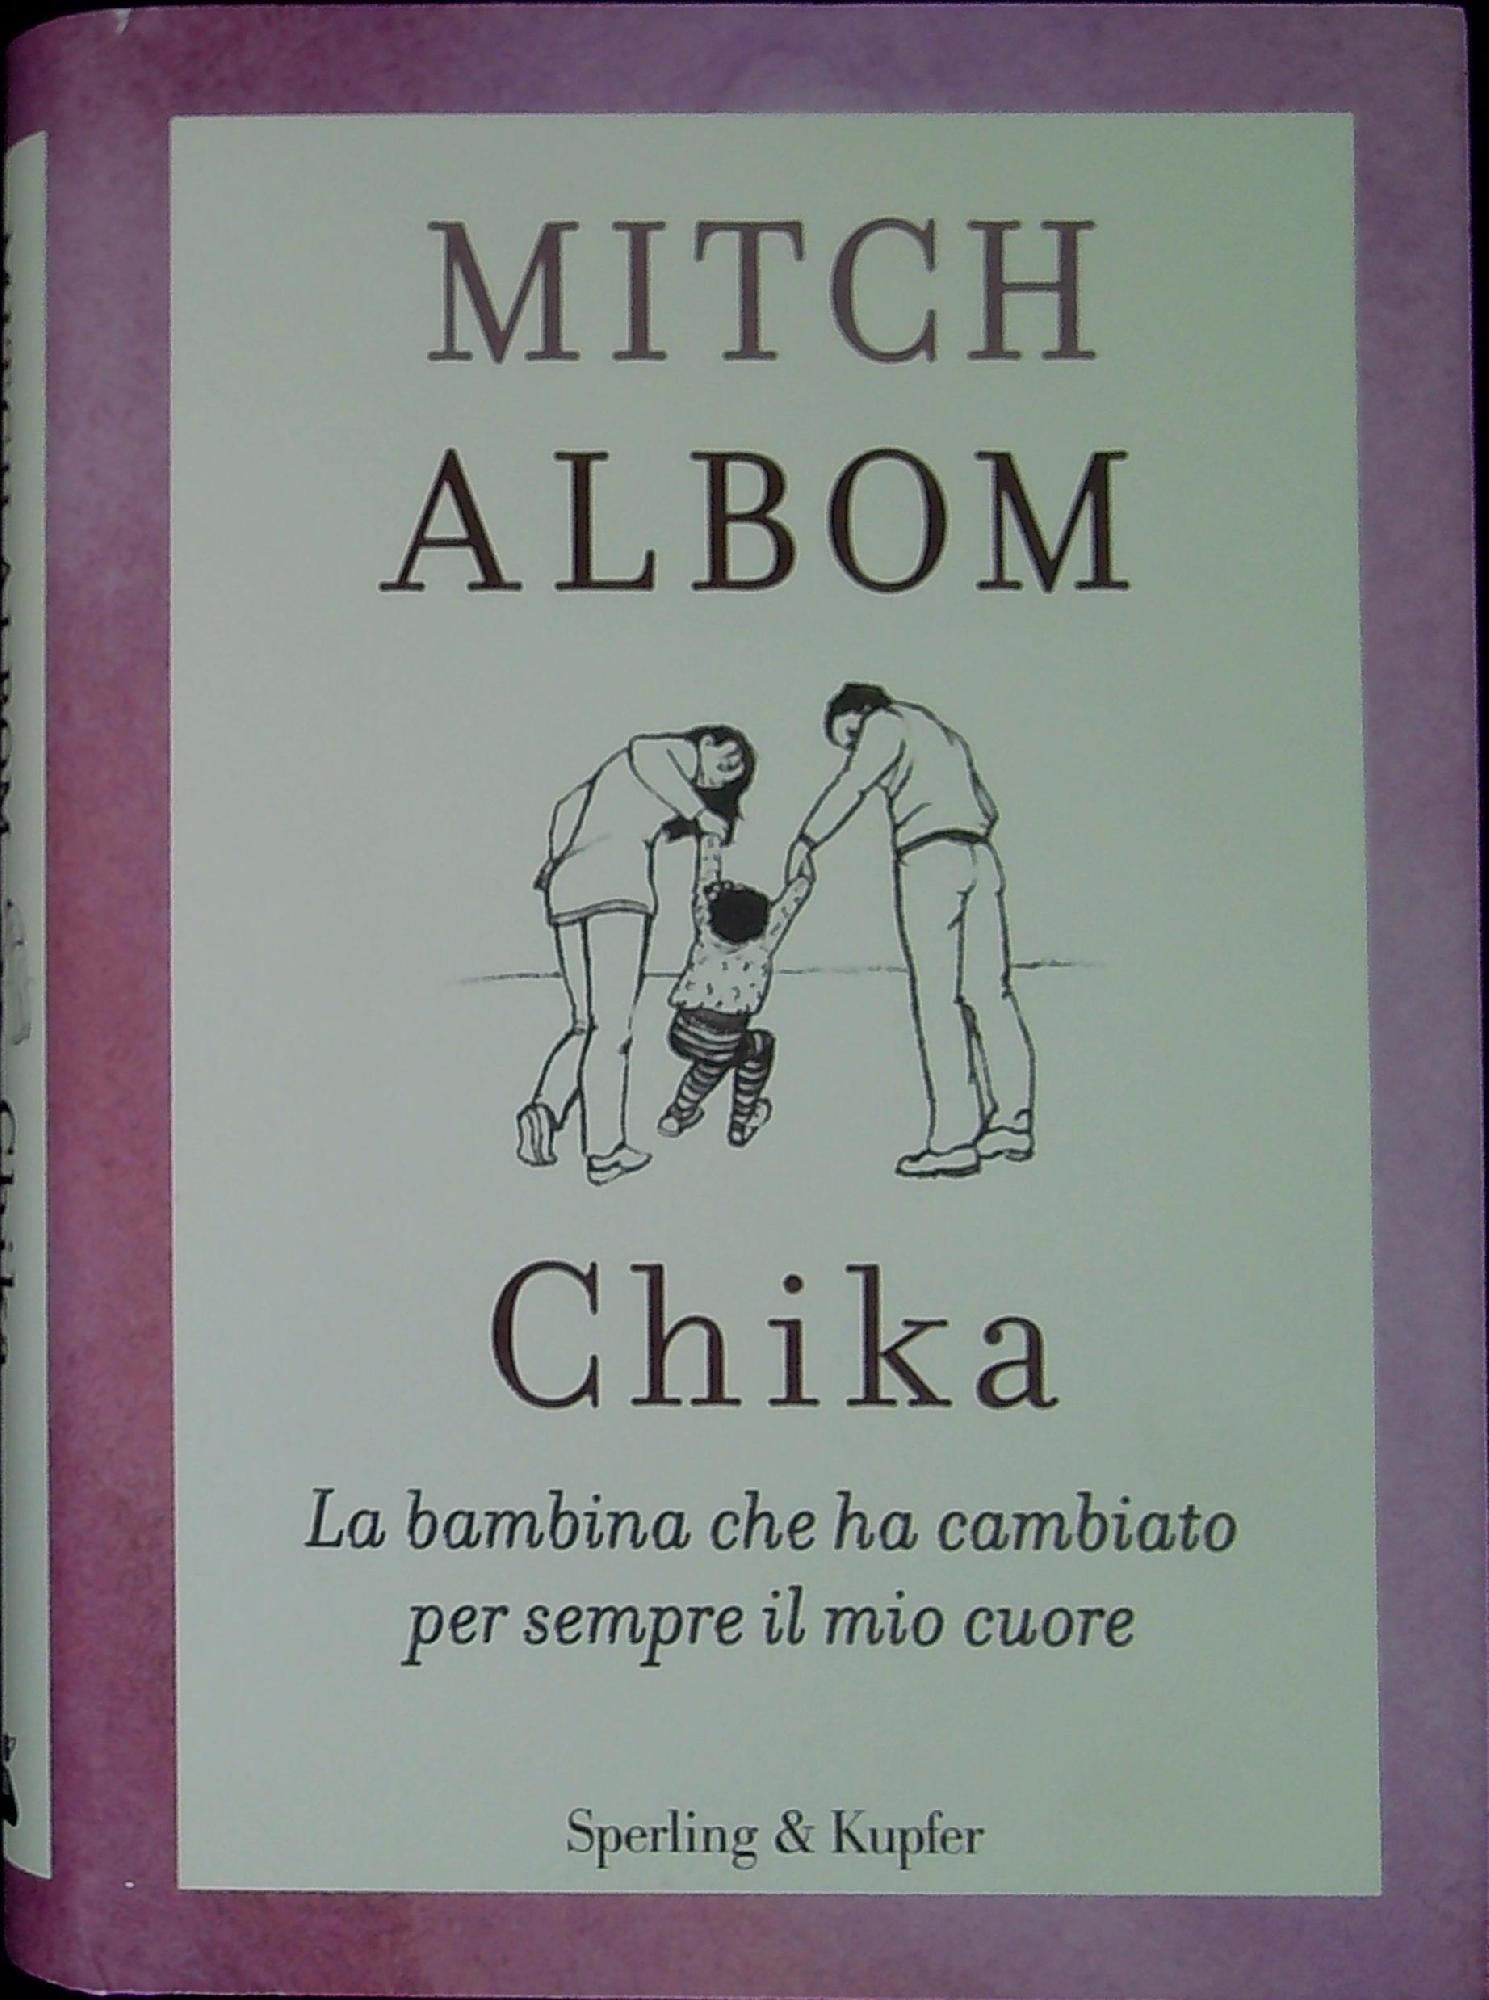 MITCH
ALBOM
Chika
La bambina che ha cambiato
per sempre il mio cuore
Sperling & Kupfer